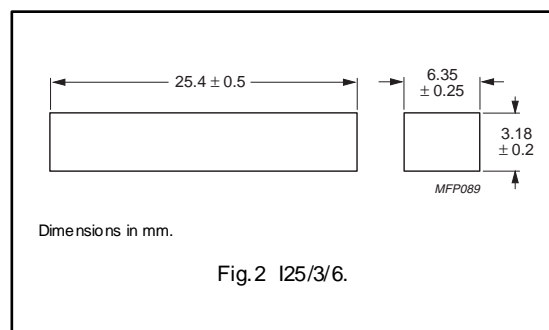 25.4 ± 0.5
6.35
± 0.25
3.18
± 0.2
MFP089
Dimensions in mm.
Fig.2 I25/3/6.